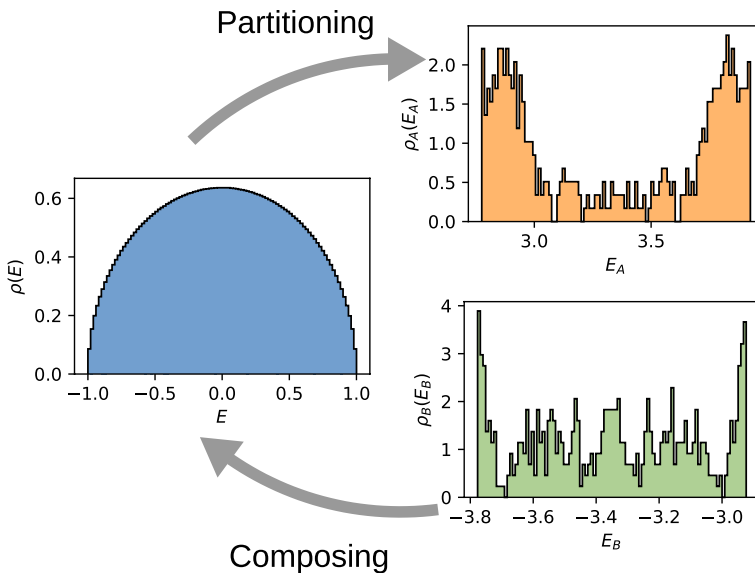 Partitioning
2.0
1.5
1.0
0.5
0.0
ρ_A(E_A)
3.0 3.5
E_A
0.6
0.4
0.2
0.0
ρ(E)
−1.0 −0.5 0.0 0.5 1.0
E
4
3
2
1
0
ρ_B(E_B)
−3.8 −3.6 −3.4 −3.2 −3.0
E_B
Composing